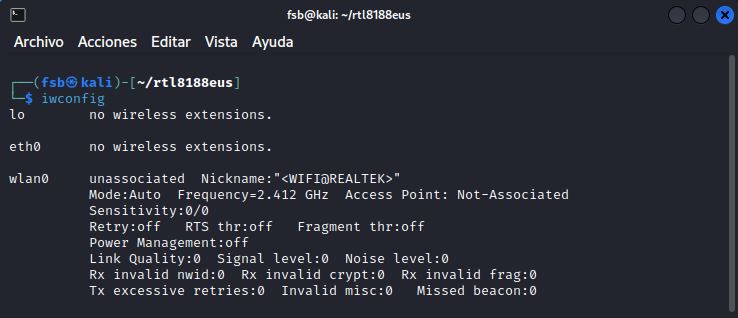 fsb@kali: ~/rtl8188eus
Archivo Acciones Editar Vista Ayuda
┌──(fsb㉿kali)-[~/rtl8188eus]
└─$ iwconfig
lo        no wireless extensions.
eth0      no wireless extensions.
wlan0     unassociated  Nickname:"<WIFI@REALTEK>"
          Mode:Auto  Frequency=2.412 GHz  Access Point: Not-Associated
          Sensitivity:0/0
          Retry:off   RTS thr:off   Fragment thr:off
          Power Management:off
          Link Quality:0  Signal level:0  Noise level:0
          Rx invalid nwid:0  Rx invalid crypt:0  Rx invalid frag:0
          Tx excessive retries:0  Invalid misc:0   Missed beacon:0